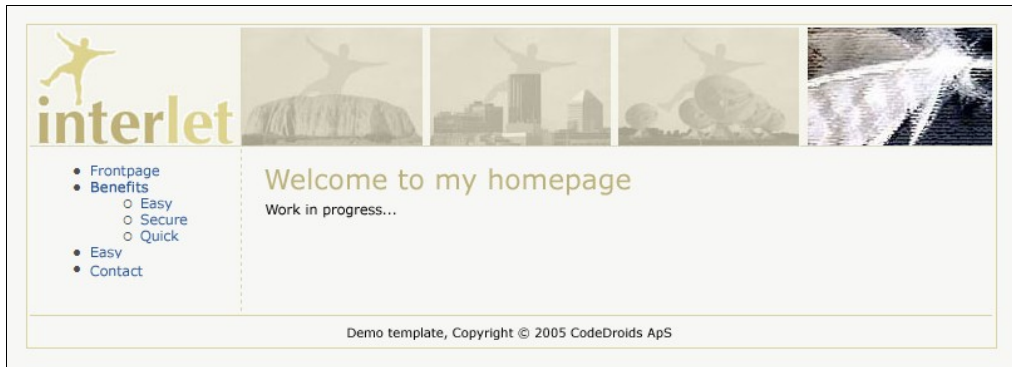 interlet
Frontpage
Benefits
Easy
Secure
Quick
Easy
Contact
Welcome to my homepage
Work in progress...
Demo template, Copyright © 2005 CodeDroids ApS